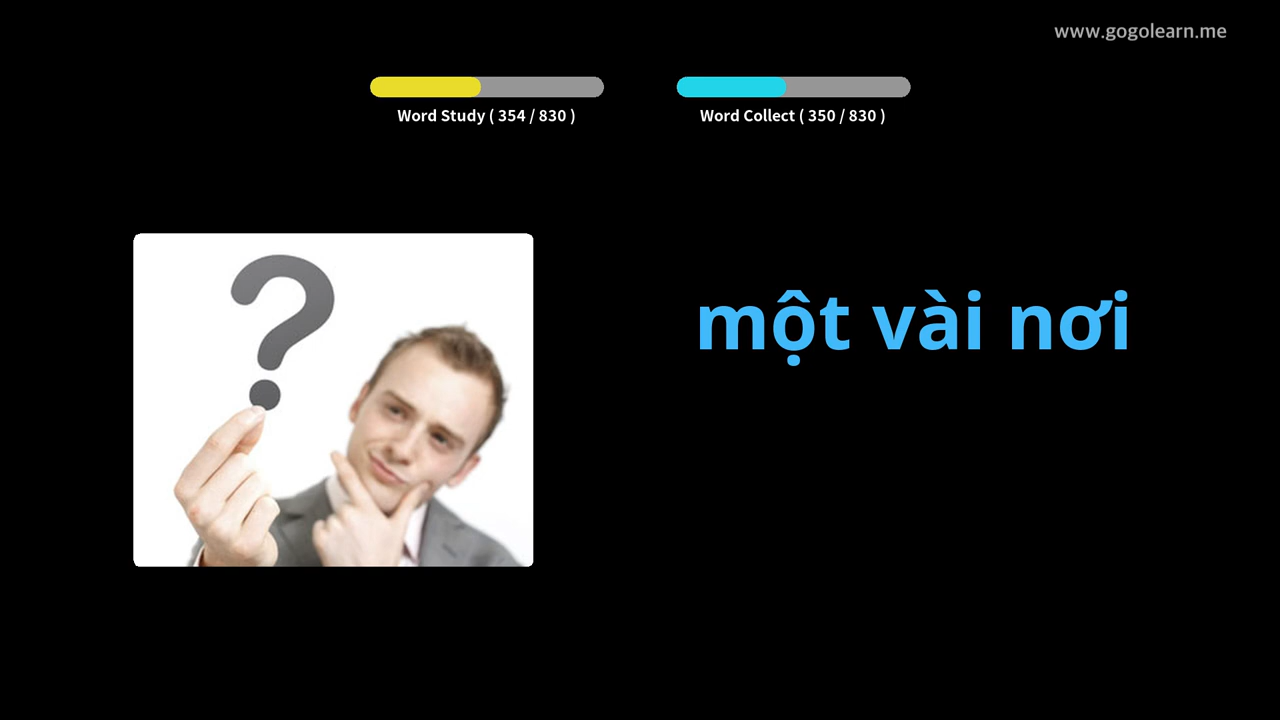 www.gogolearn.me
Word Study ( 354 / 830 )
Word Collect ( 350 / 830 )
?
một vài nơi